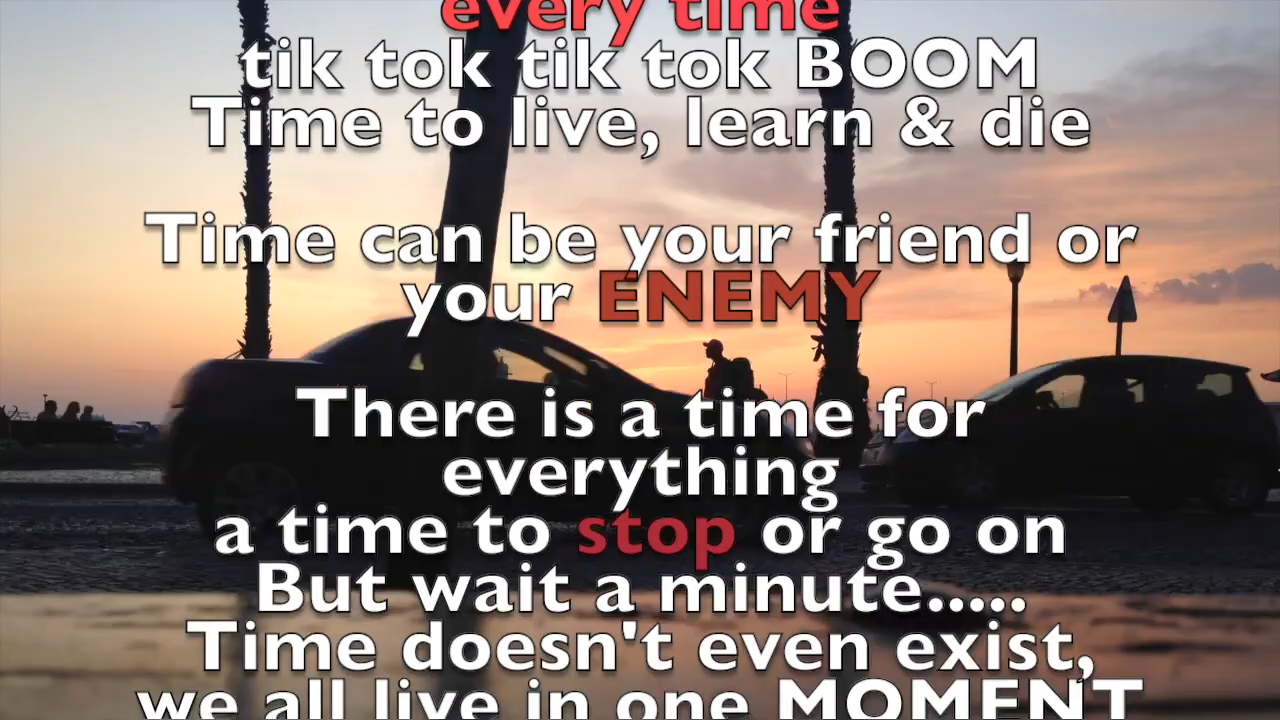 every time
tik tok tik tok BOOM
Time to live, learn & die
Time can be your friend or
your ENEMY
There is a time for
everything
a time to stop or go on
But wait a minute.....
Time doesn't even exist,
we all live in one MOMENT